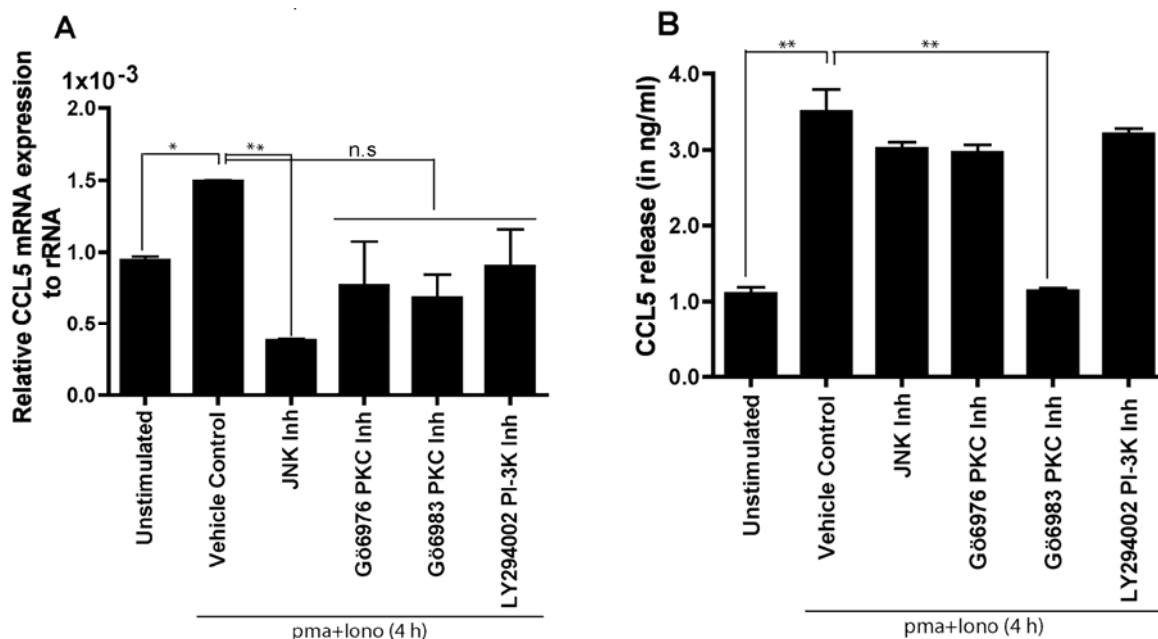 A
Relative CCL5 mRNA expression
to rRNA
1x10⁻³
2.0
1.5
1.0
0.5
0.0
*
**
n.s
Unstimulated
Vehicle Control
JNK Inh
Gö6976 PKC Inh
Gö6983 PKC Inh
LY294002 PI-3K Inh
pma+Iono (4 h)
B
CCL5 release (in ng/ml)
4.0
3.0
2.0
1.0
0.0
**
**
Unstimulated
Vehicle Control
JNK Inh
Gö6976 PKC Inh
Gö6983 PKC Inh
LY294002 PI-3K Inh
pma+Iono (4 h)